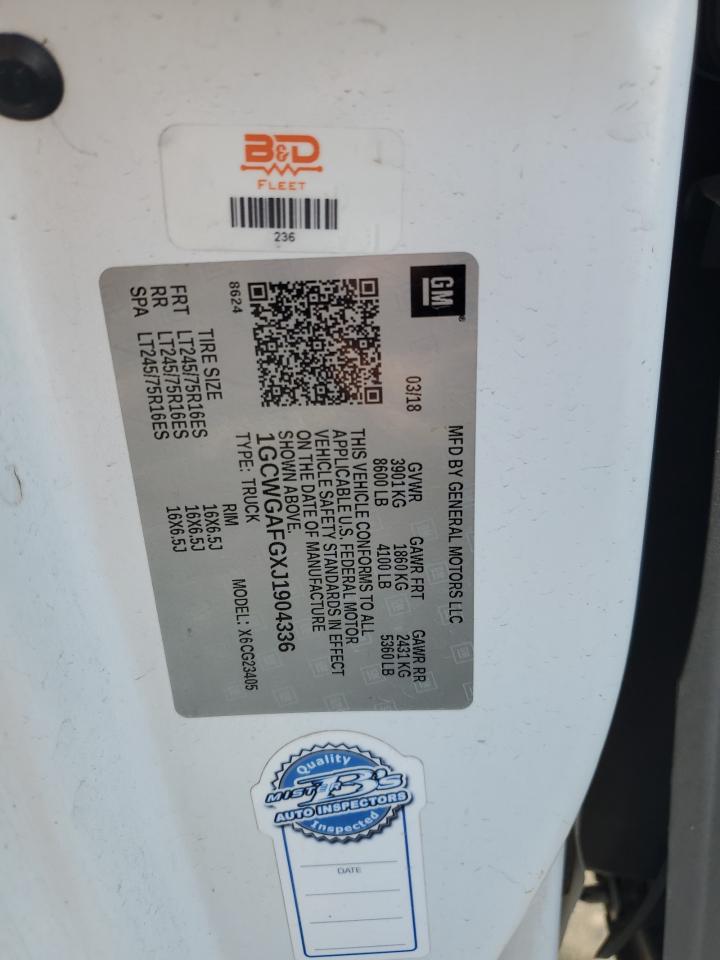 B&D
FLEET
236
GM
MFD BY GENERAL MOTORS LLC
03/18 GVWR GAWR FRT GAWR RR
3901 KG 1860 KG 2431 KG
8600 LB 4100 LB 5360 LB
THIS VEHICLE CONFORMS TO ALL
APPLICABLE U.S. FEDERAL MOTOR
VEHICLE SAFETY STANDARDS IN EFFECT
ON THE DATE OF MANUFACTURE
SHOWN ABOVE.
1GCWGAFGXJ1904336
TYPE: TRUCK MODEL: X6CG23405
8624
TIRE SIZE RIM
FRT LT245/75R16ES 16X6.5J
RR LT245/75R16ES 16X6.5J
SPA LT245/75R16ES 16X6.5J
Quality
MISTER B's
AUTO INSPECTORS
Inspected
DATE